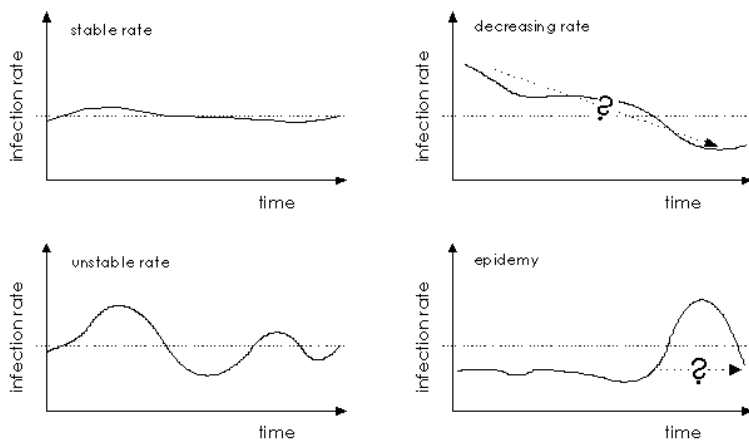 stable rate
infection rate
time
decreasing rate
infection rate
?
time
unstable rate
infection rate
time
epidemy
infection rate
?
time